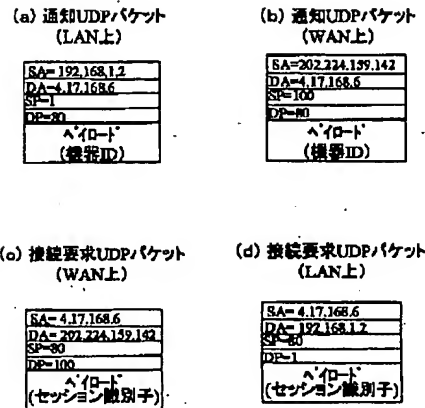 (a) 通知UDPパケット
(LAN上)
SA=192.168.1.2
DA=4.17.168.6
SP=1
DP=80
ペイロード
(機器ID)
(b) 通知UDPパケット
(WAN上)
SA=202.224.159.142
DA=4.17.168.6
SP=100
DP=80
ペイロード
(機器ID)
(c) 接続要求UDPパケット
(WAN上)
SA=4.17.168.6
DA=202.224.159.142
SP=80
DP=100
ペイロード
(セッション識別子)
(d) 接続要求UDPパケット
(LAN上)
SA=4.17.168.6
DA=192.168.1.2
SP=80
DP=1
ペイロード
(セッション識別子)